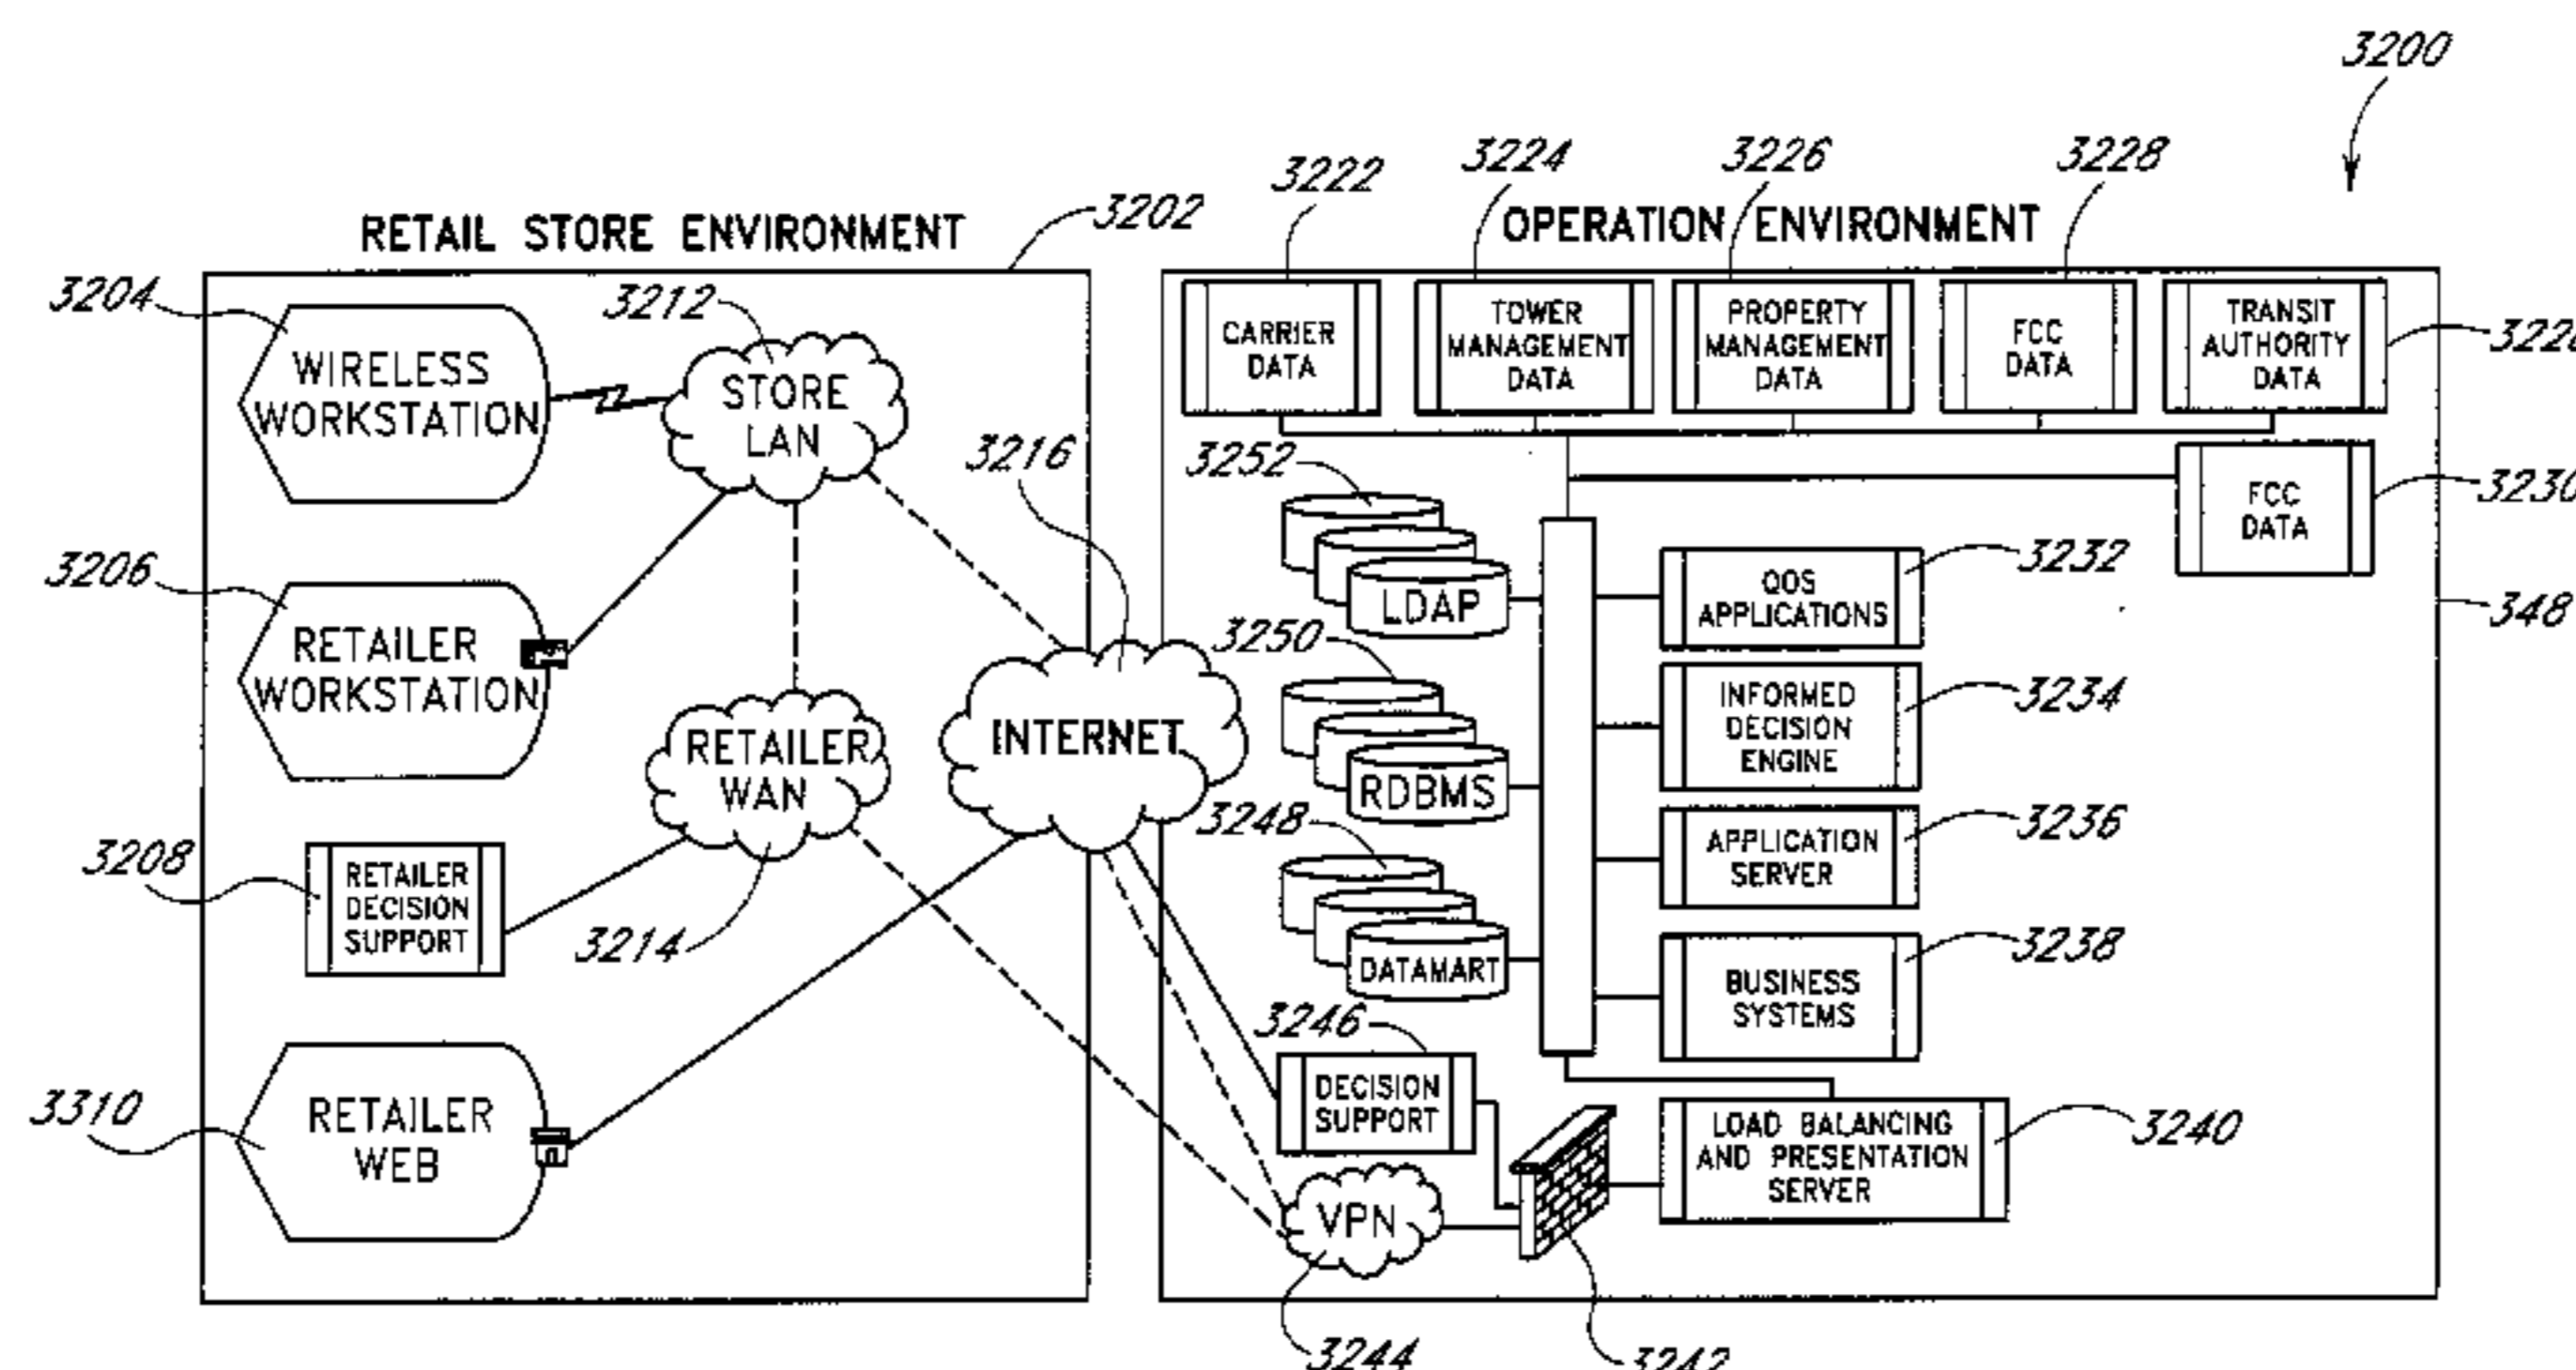 3200
3222
3224
3226
3228
3202
RETAIL STORE ENVIRONMENT
OPERATION ENVIRONMENT
3204
3212
WIRELESS
WORKSTATION
STORE
LAN
CARRIER
DATA
TOWER
MANAGEMENT
DATA
PROPERTY
MANAGEMENT
DATA
FCC
DATA
TRANSIT
AUTHORITY
DATA
3228
3216
3252
FCC
DATA
3230
3206
RETAILER
WORKSTATION
LDAP
QOS
APPLICATIONS
3232
348
3250
RETAILER
WAN
INTERNET
RDBMS
INFORMED
DECISION
ENGINE
3234
3248
3208
RETAILER
DECISION
SUPPORT
3214
DATAMART
APPLICATION
SERVER
3236
BUSINESS
SYSTEMS
3238
3246
3310
RETAILER
WEB
DECISION
SUPPORT
LOAD BALANCING
AND PRESENTATION
SERVER
3240
VPN
3244
3242